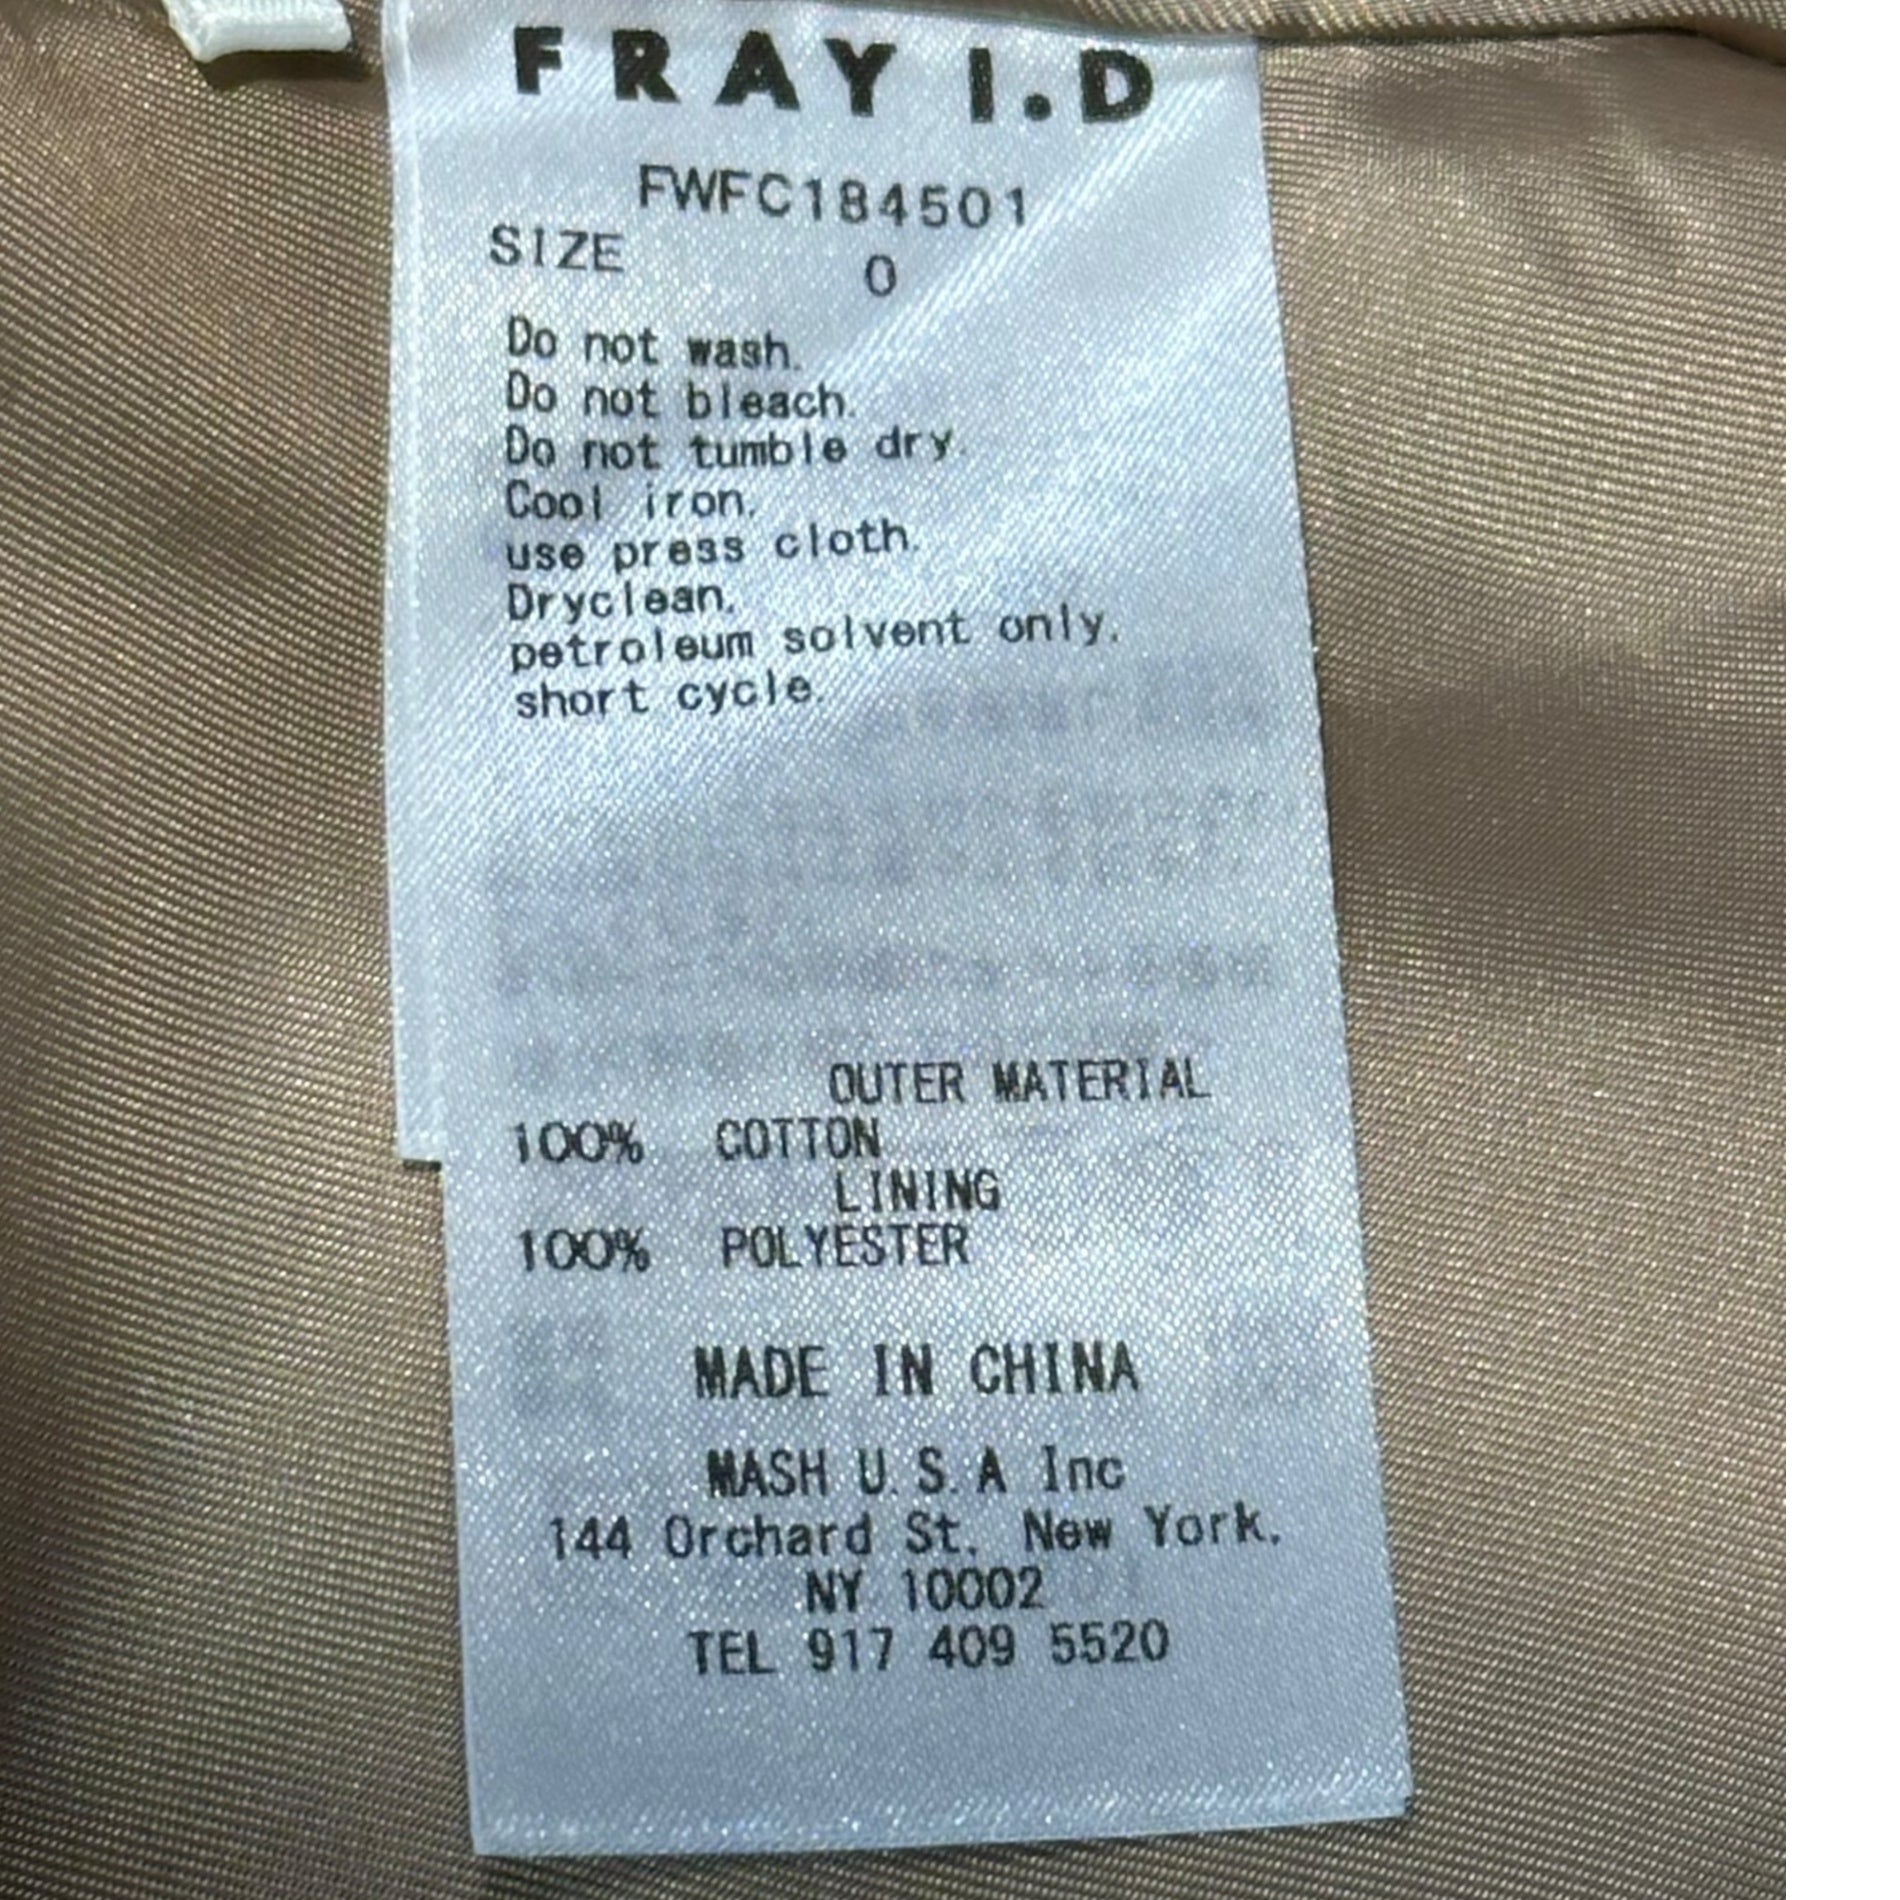 FRAY I.D
FWFC184501
SIZE 0
Do not wash.
Do not bleach.
Do not tumble dry.
Cool iron.
use press cloth.
Dryclean.
petroleum solvent only.
short cycle.
OUTER MATERIAL
100% COTTON
LINING
100% POLYESTER
MADE IN CHINA
MASH U.S.A Inc
144 Orchard St. New York.
NY 10002
TEL 917 409 5520